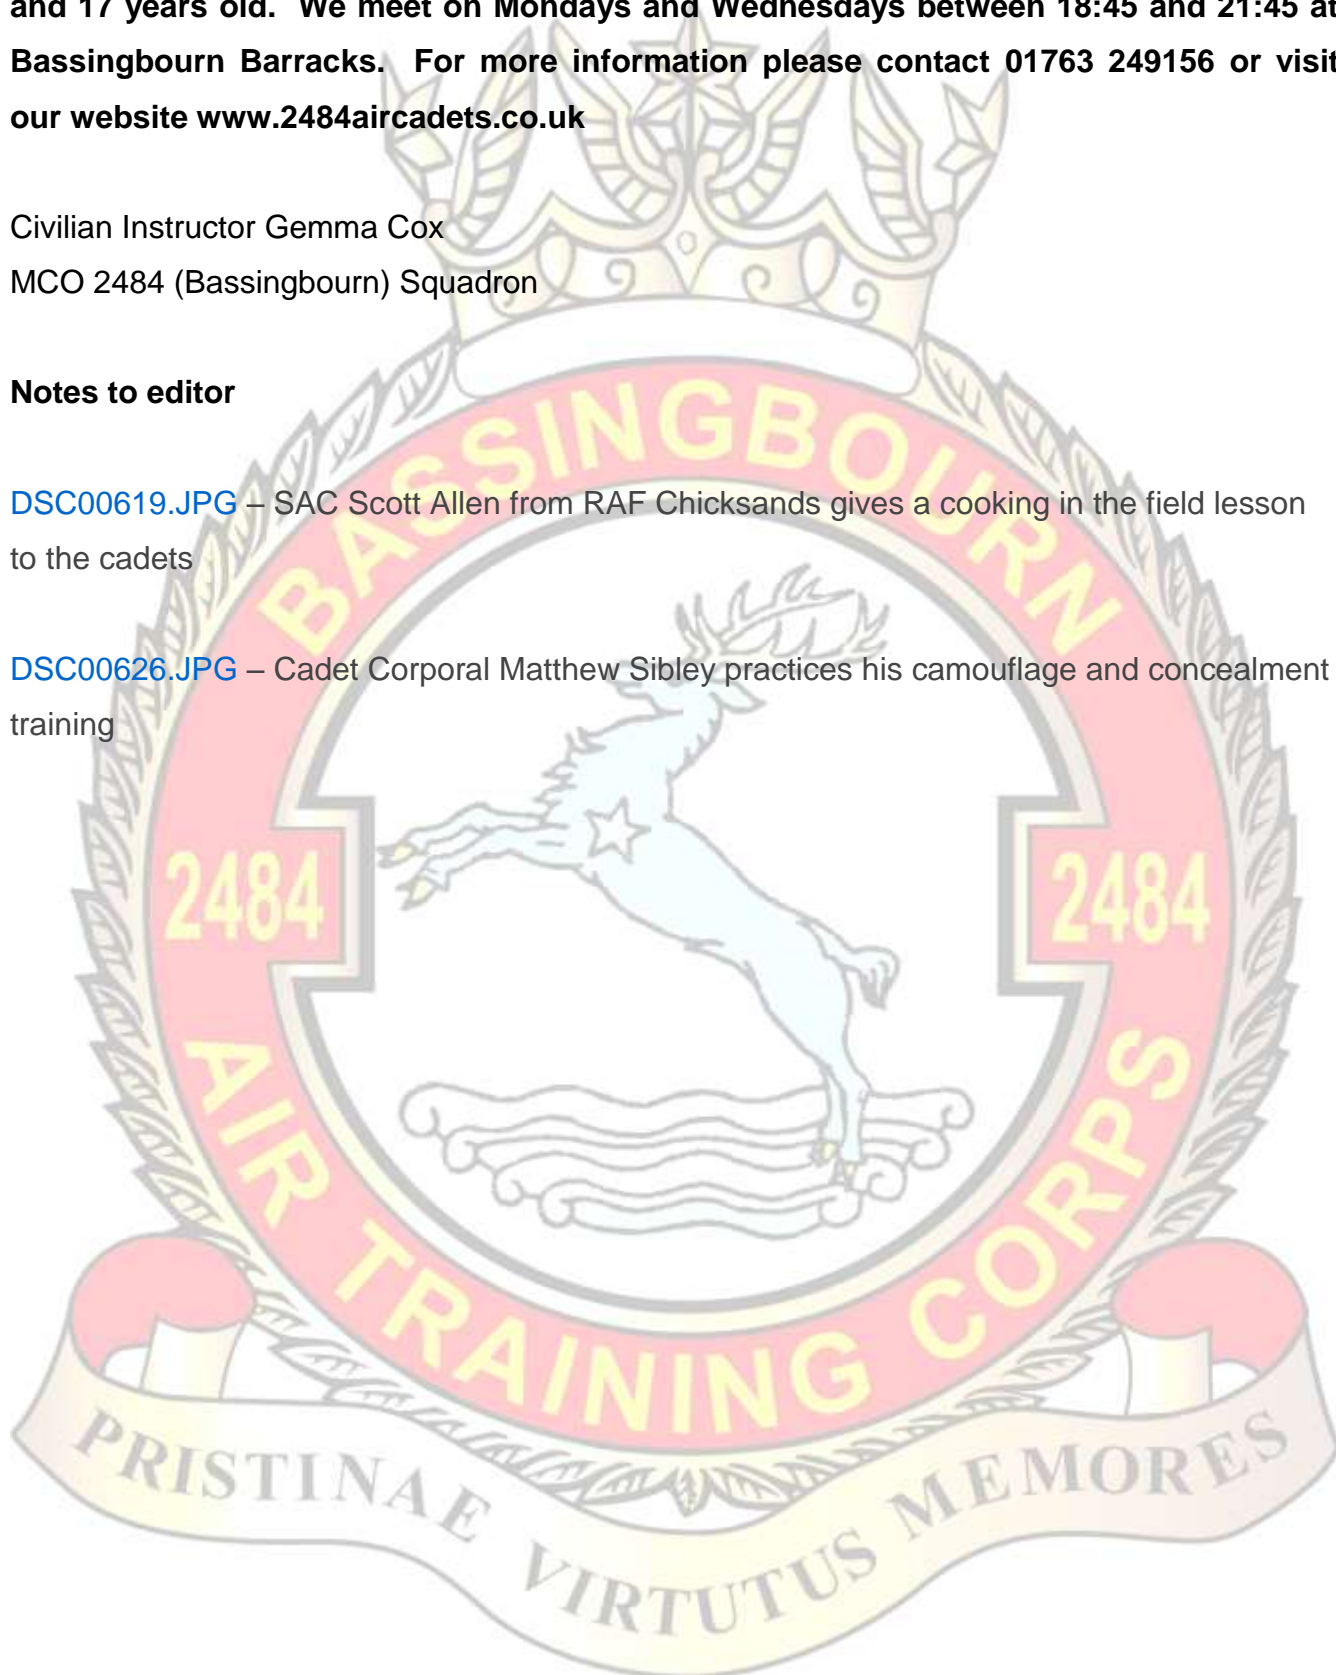 and 17 years old. We meet on Mondays and Wednesdays between 18:45 and 21:45 at
Bassingbourn Barracks. For more information please contact 01763 249156 or visit
our website www.2484aircadets.co.uk
Civilian Instructor Gemma Cox
MCO 2484 (Bassingbourn) Squadron
Notes to editor
DSC00619.JPG – SAC Scott Allen from RAF Chicksands gives a cooking in the field lesson
to the cadets
DSC00626.JPG – Cadet Corporal Matthew Sibley practices his camouflage and concealment
training
BASSINGBOURN
2484 2484
AIR TRAINING CORPS
PRISTINAE VIRTUTUS MEMORES